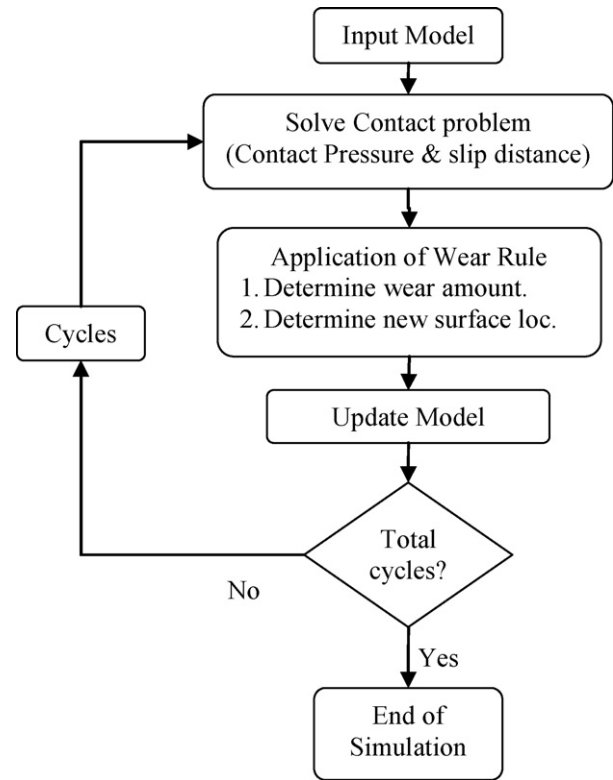 Input Model
Solve Contact problem
(Contact Pressure & slip distance)
Application of Wear Rule
1. Determine wear amount.
2. Determine new surface loc.
Cycles
Update Model
Total
cycles?
No
Yes
End of
Simulation